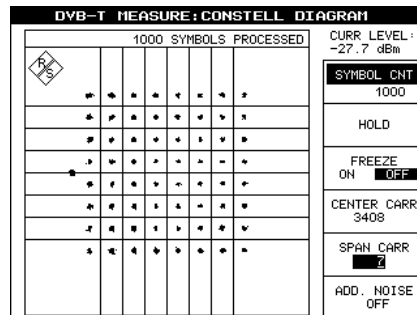 DVB-T MEASURE:CONSTELL DIAGRAM
1000 SYMBOLS PROCESSED
R/S
CURR LEVEL:
-27.7 dBm
SYMBOL CNT
1000
HOLD
FREEZE
ON OFF
CENTER CARR
3408
SPAN CARR
7
ADD. NOISE
OFF